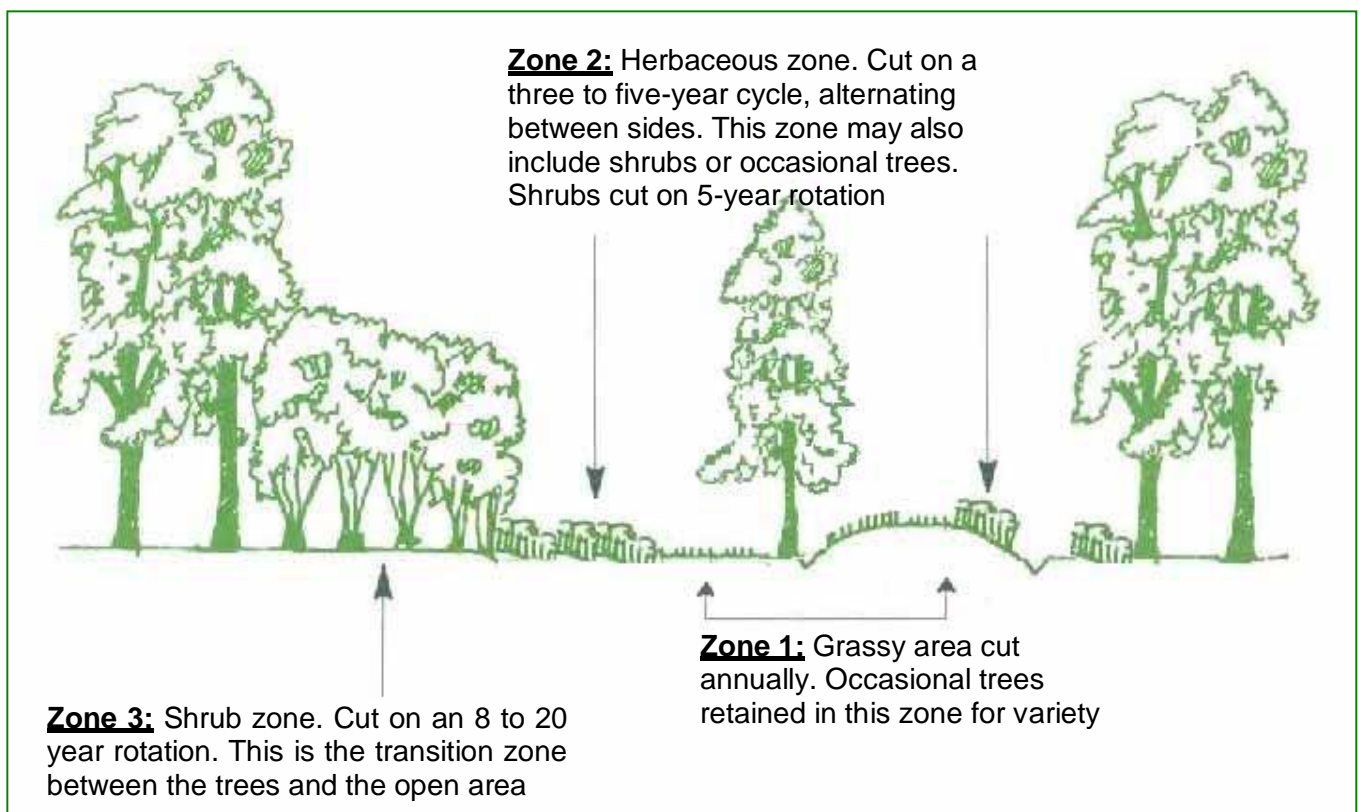 Zone 2: Herbaceous zone. Cut on a
three to five-year cycle, alternating
between sides. This zone may also
include shrubs or occasional trees.
Shrubs cut on 5-year rotation
Zone 1: Grassy area cut
annually. Occasional trees
retained in this zone for variety
Zone 3: Shrub zone. Cut on an 8 to 20
year rotation. This is the transition zone
between the trees and the open area